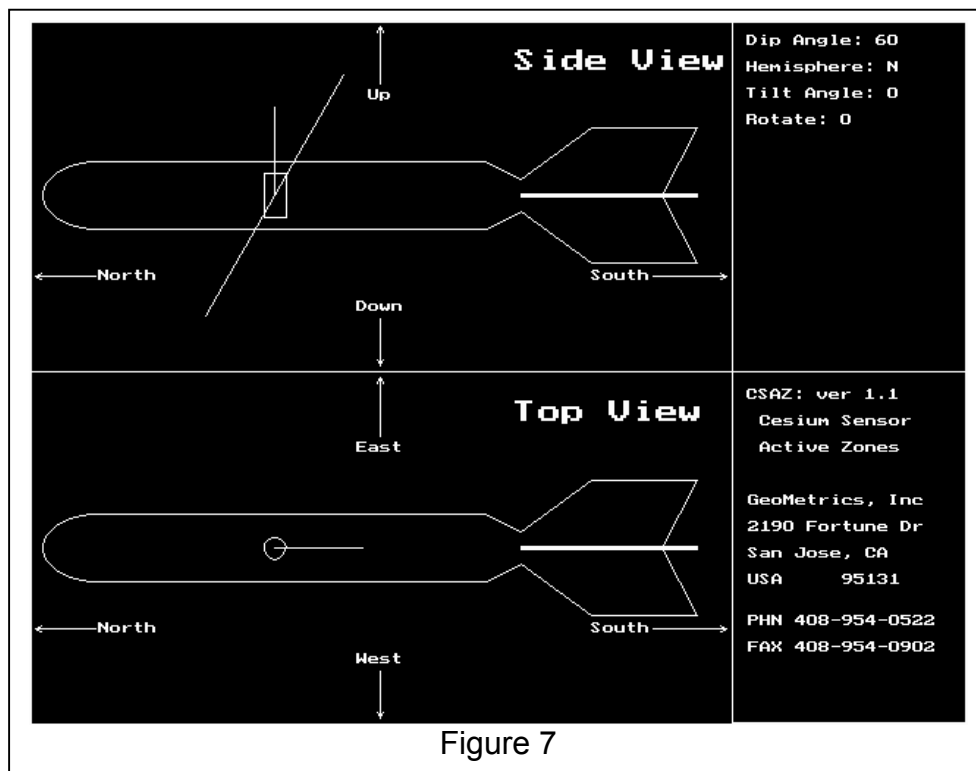 Side View
Up
North
South
Down
Dip Angle: 60
Hemisphere: N
Tilt Angle: 0
Rotate: 0
Top View
East
North
South
West
CSAZ: ver 1.1
Cesium Sensor
Active Zones
GeoMetrics, Inc
2190 Fortune Dr
San Jose, CA
USA 95131
PHN 408-954-0522
FAX 408-954-0902
Figure 7